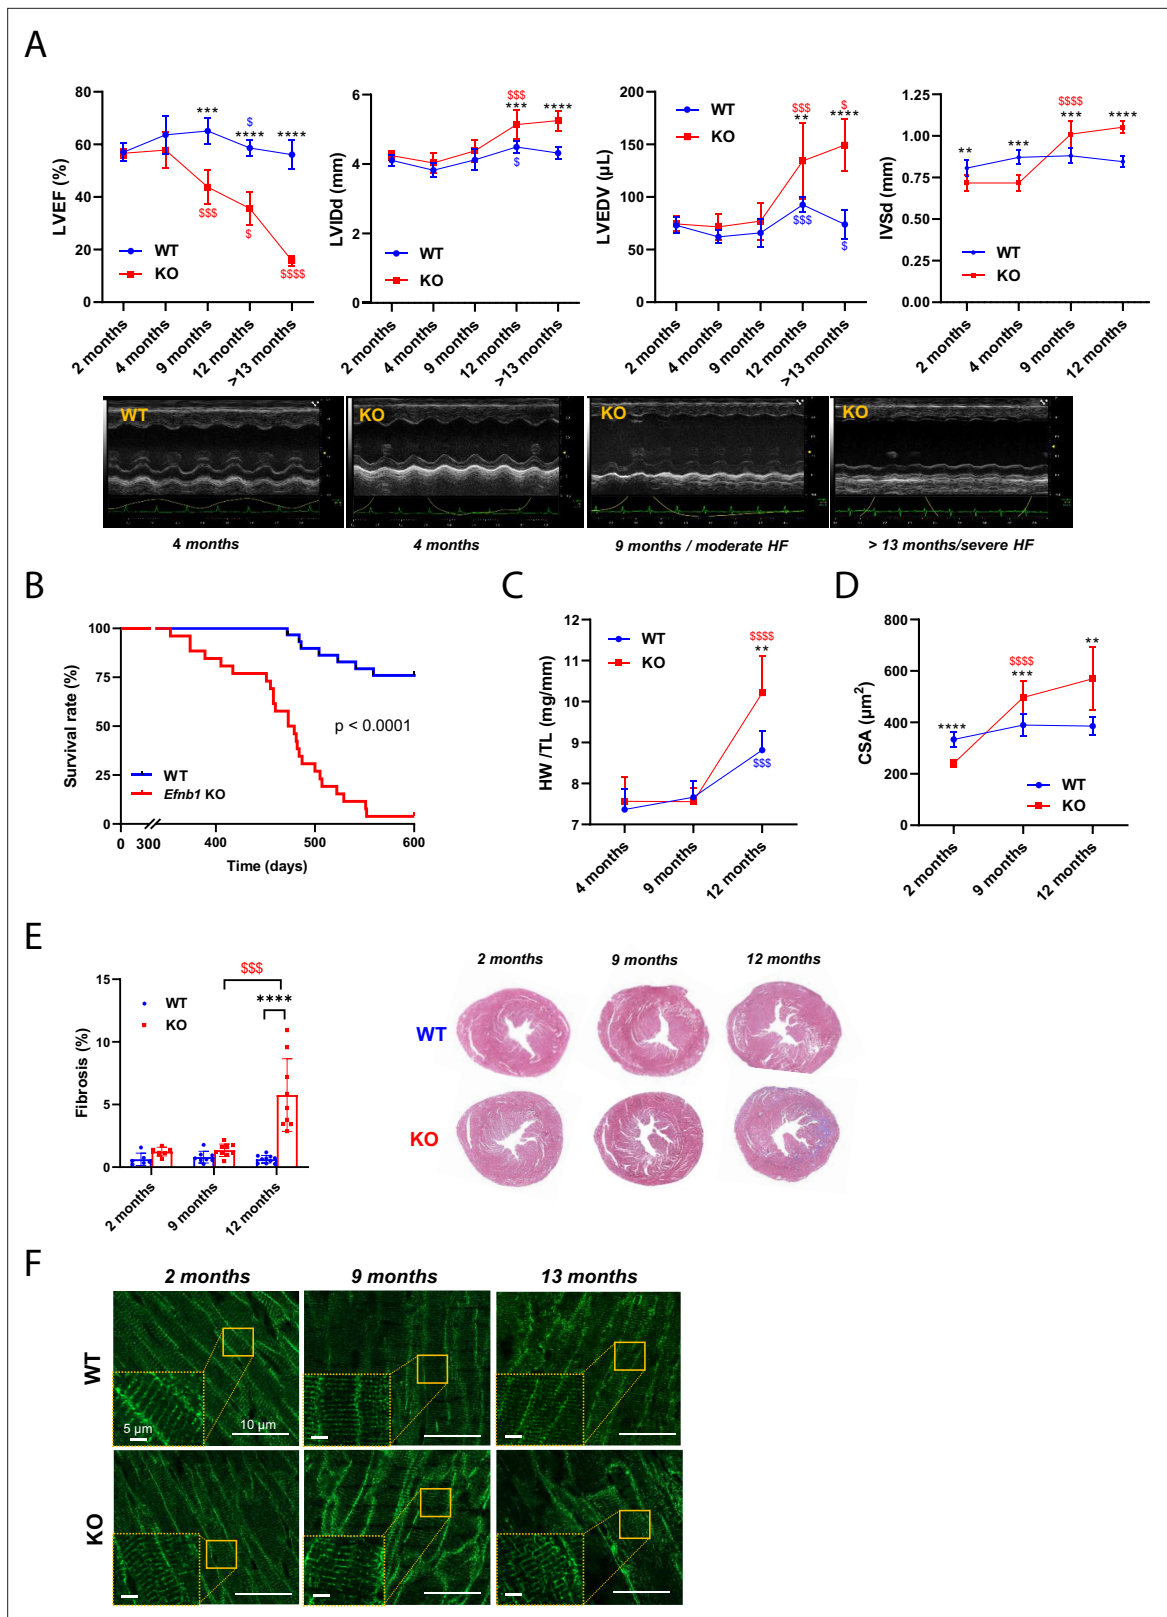 A
LVEF (%)
80
60
40
20
0
***
$
****
****
$$$
$
$$$$
WT
KO
2 months
4 months
9 months
12 months
>13 months
LVIDd (mm)
6
4
2
0
$$$
***
****
$
WT
KO
2 months
4 months
9 months
12 months
>13 months
LVEDV (µL)
200
150
100
50
0
WT
KO
$$$
**
$
****
$$$
$
2 months
4 months
9 months
12 months
>13 months
IVSd (mm)
1.25
1.00
0.75
0.50
0.25
0.00
**
***
$$$$
***
****
WT
KO
2 months
4 months
9 months
12 months
WT
KO
KO
KO
4 months
4 months
9 months / moderate HF
> 13 months/severe HF
B
Survival rate (%)
100
75
50
25
0
p < 0.0001
WT
Efnb1 KO
0 300 400 500 600
Time (days)
C
HW /TL (mg/mm)
12
11
10
9
8
7
WT
KO
$$$$
**
$$$
4 months
9 months
12 months
D
CSA (µm²)
800
600
400
200
0
****
$$$$
***
**
WT
KO
2 months
9 months
12 months
E
Fibrosis (%)
15
10
5
0
WT
KO
$$$
****
2 months
9 months
12 months
2 months 9 months 12 months
WT
KO
F
2 months 9 months 13 months
WT
5 µm
10 µm
KO